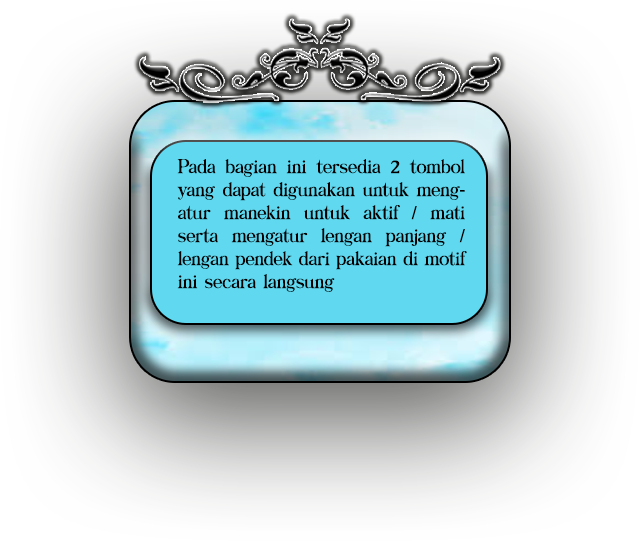 Pada bagian ini tersedia 2 tombol
yang dapat digunakan untuk meng-
atur manekin untuk aktif / mati
serta mengatur lengan panjang /
lengan pendek dari pakaian di motif
ini secara langsung